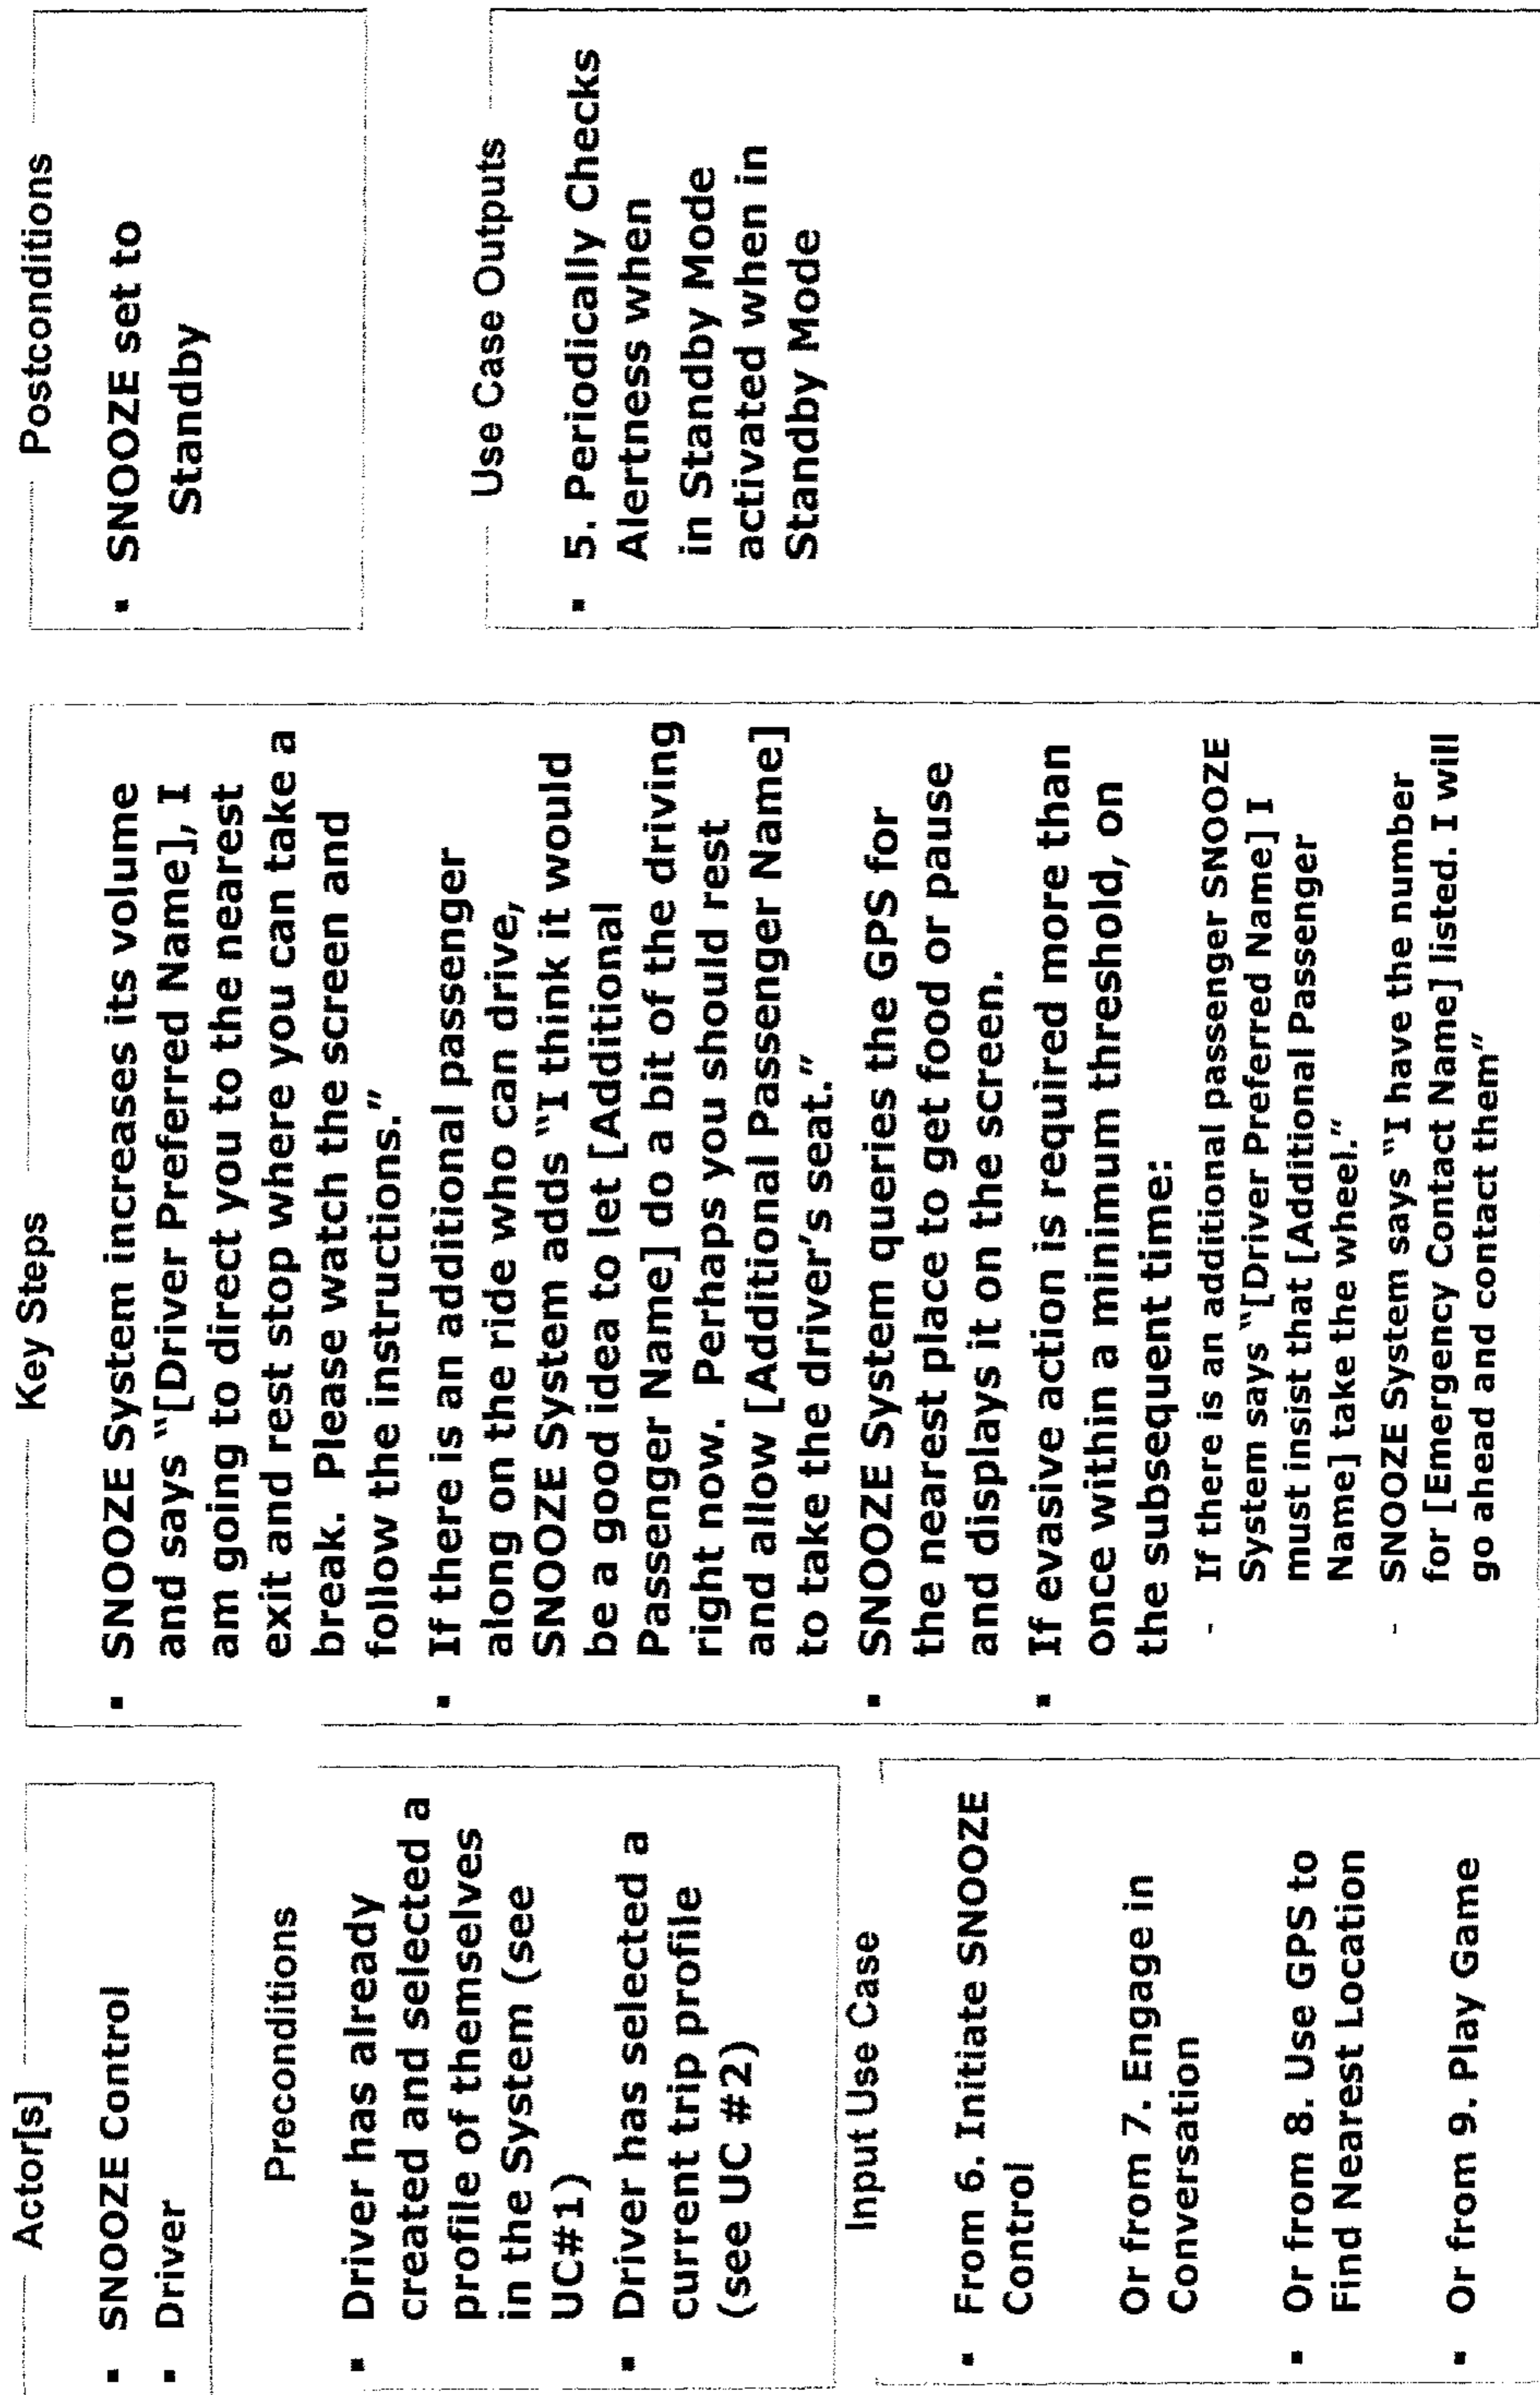 Actor[s]
▪ SNOOZE Control
▪ Driver
Preconditions
▪ Driver has already
created and selected a
profile of themselves
in the System (see
UC#1)
▪ Driver has selected a
current trip profile
(see UC #2)
Input Use Case
▪ From 6. Initiate SNOOZE
Control
Or from 7. Engage in
Conversation
▪ Or from 8. Use GPS to
Find Nearest Location
▪ Or from 9. Play Game
Key Steps
▪ SNOOZE System increases its volume
and says “[Driver Preferred Name], I
am going to direct you to the nearest
exit and rest stop where you can take a
break. Please watch the screen and
follow the instructions.”
▪ If there is an additional passenger
along on the ride who can drive,
SNOOZE System adds “I think it would
be a good idea to let [Additional
Passenger Name] do a bit of the driving
right now. Perhaps you should rest
and allow [Additional Passenger Name]
to take the driver’s seat.”
▪ SNOOZE System queries the GPS for
the nearest place to get food or pause
and displays it on the screen.
▪ If evasive action is required more than
once within a minimum threshold, on
the subsequent time:
- If there is an additional passenger SNOOZE
System says “[Driver Preferred Name] I
must insist that [Additional Passenger
Name] take the wheel.”
- SNOOZE System says “I have the number
for [Emergency Contact Name] listed. I will
go ahead and contact them”
Postconditions
▪ SNOOZE set to
Standby
Use Case Outputs
▪ 5. Periodically Checks
Alertness when
in Standby Mode
activated when in
Standby Mode